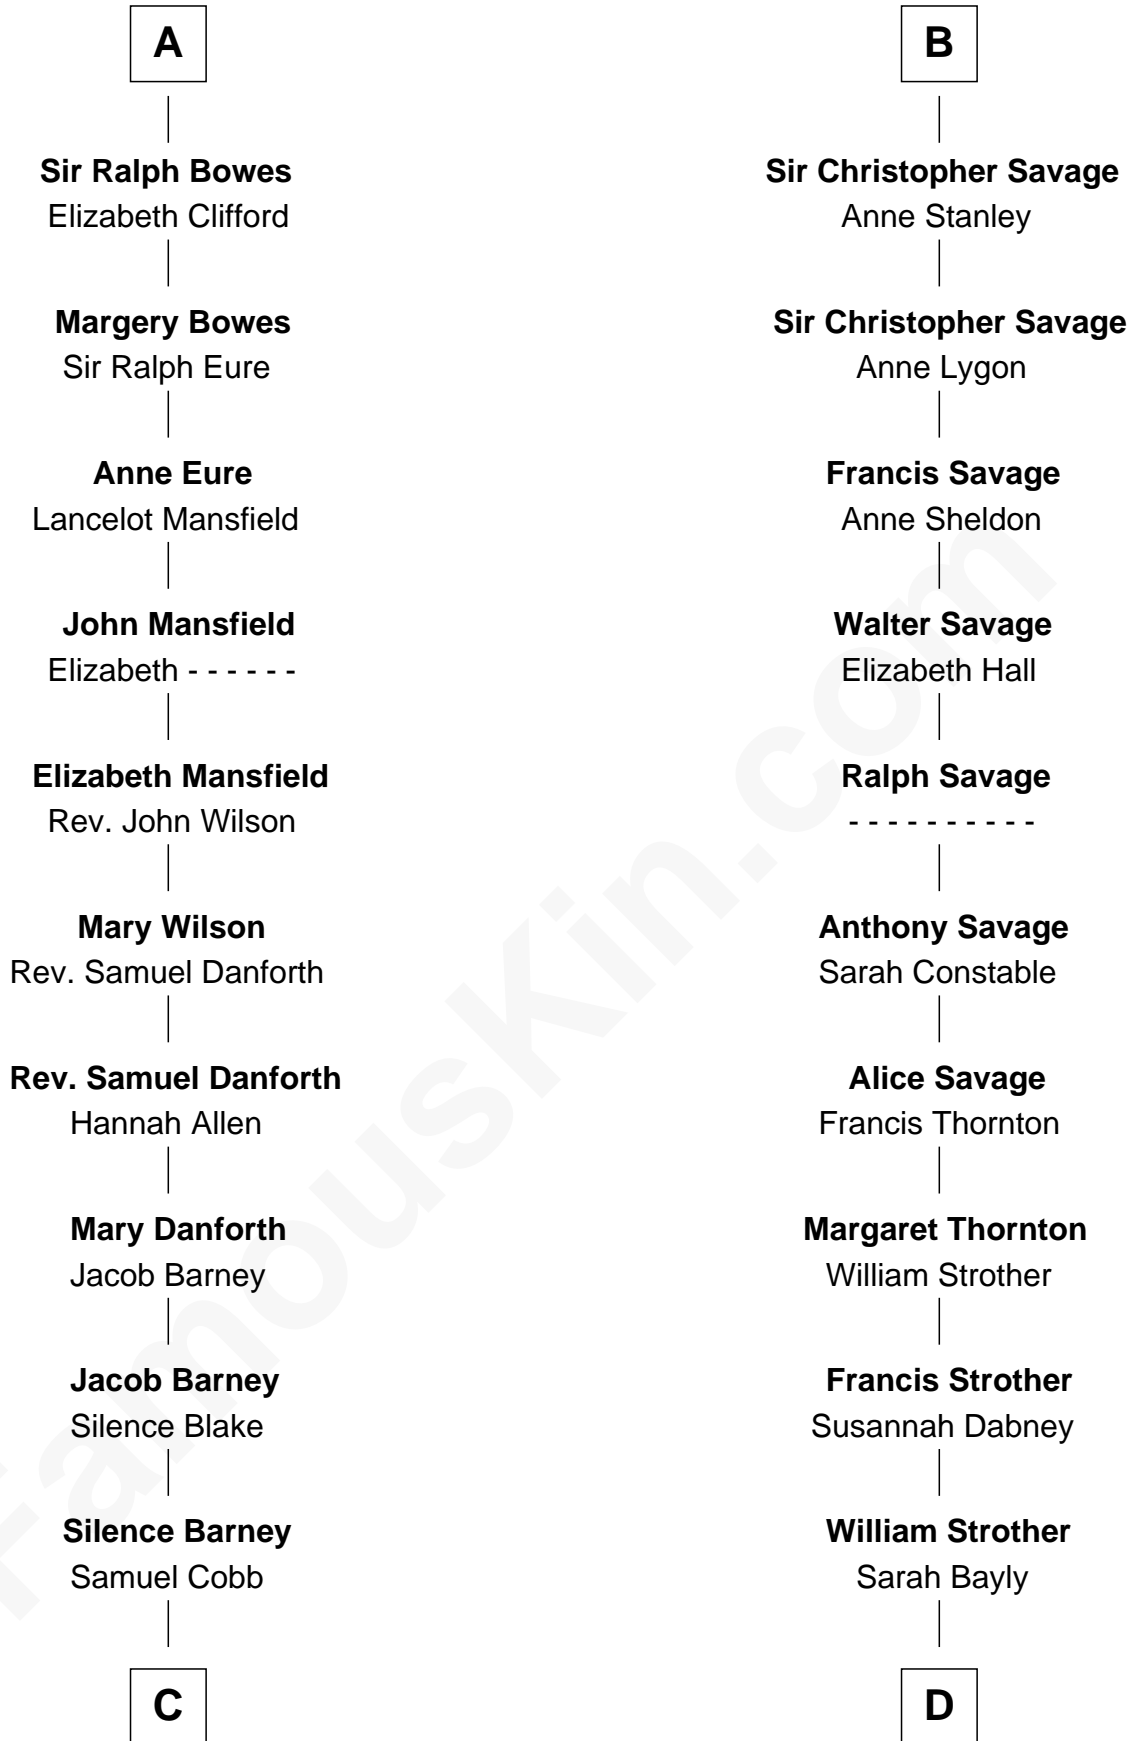 A
Sir Ralph Bowes
Elizabeth Clifford
Margery Bowes
Sir Ralph Eure
Anne Eure
Lancelot Mansfield
John Mansfield
Elizabeth - - - - - -
Elizabeth Mansfield
Rev. John Wilson
Mary Wilson
Rev. Samuel Danforth
Rev. Samuel Danforth
Hannah Allen
Mary Danforth
Jacob Barney
Jacob Barney
Silence Blake
Silence Barney
Samuel Cobb
C
B
Sir Christopher Savage
Anne Stanley
Sir Christopher Savage
Anne Lygon
Francis Savage
Anne Sheldon
Walter Savage
Elizabeth Hall
Ralph Savage
- - - - - - - - - -
Anthony Savage
Sarah Constable
Alice Savage
Francis Thornton
Margaret Thornton
William Strother
Francis Strother
Susannah Dabney
William Strother
Sarah Bayly
D
FamousKin.com